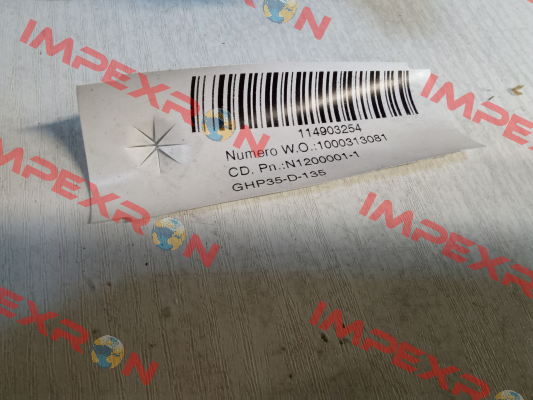 IMPEXRON
IMPEXRON
IMPEXRON
114903254
Numero W.O.:1000313081
CD. Pn.:N1200001-1
GHP35-D-135
IMPEXRON
IMPEXRON
IMPEXRON